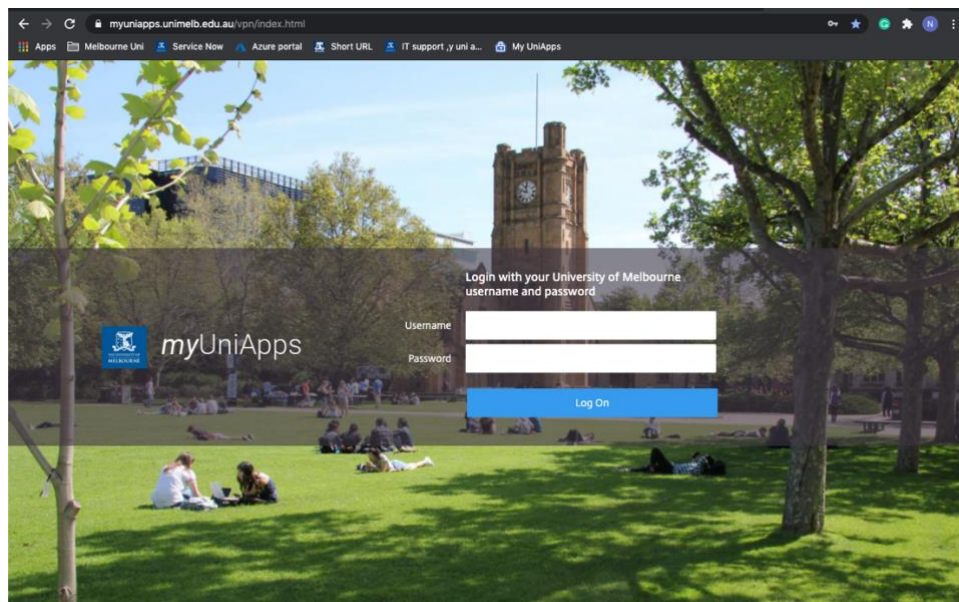 myuniapps.unimelb.edu.au/vpn/index.html
N
Apps Melbourne Uni Service Now Azure portal Short URL IT support ,y uni a... My UniApps
Login with your University of Melbourne
username and password
Username
myUniApps
Password
MELBOURNE
Log On